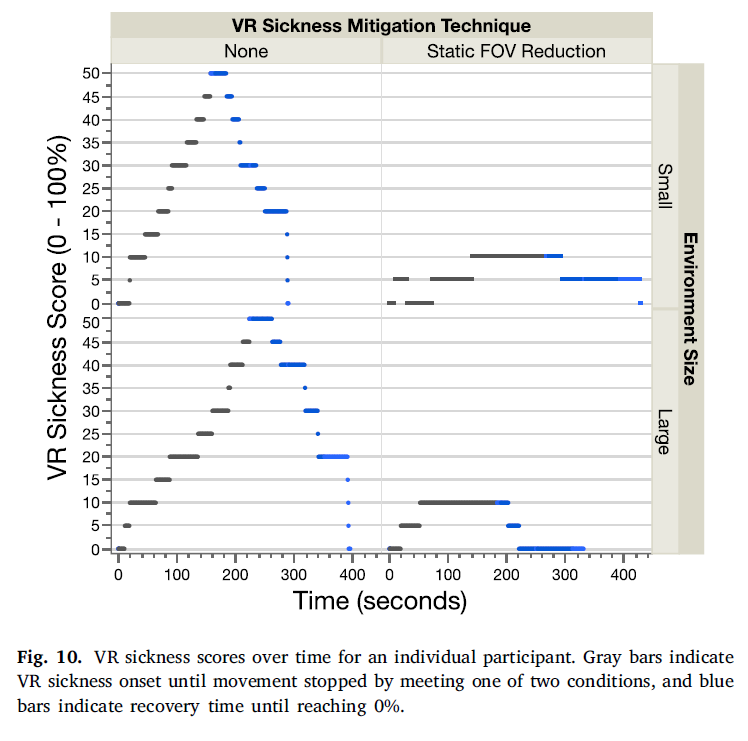 VR Sickness Mitigation Technique
None Static FOV Reduction
VR Sickness Score (0 - 100%)
50
45
40
35
30
25
20
15
10
5
0
Small
50
45
40
35
30
25
20
15
10
5
0
Large
Environment Size
0 100 200 300 400 0 100 200 300 400
Time (seconds)
Fig. 10. VR sickness scores over time for an individual participant. Gray bars indicate
VR sickness onset until movement stopped by meeting one of two conditions, and blue
bars indicate recovery time until reaching 0%.